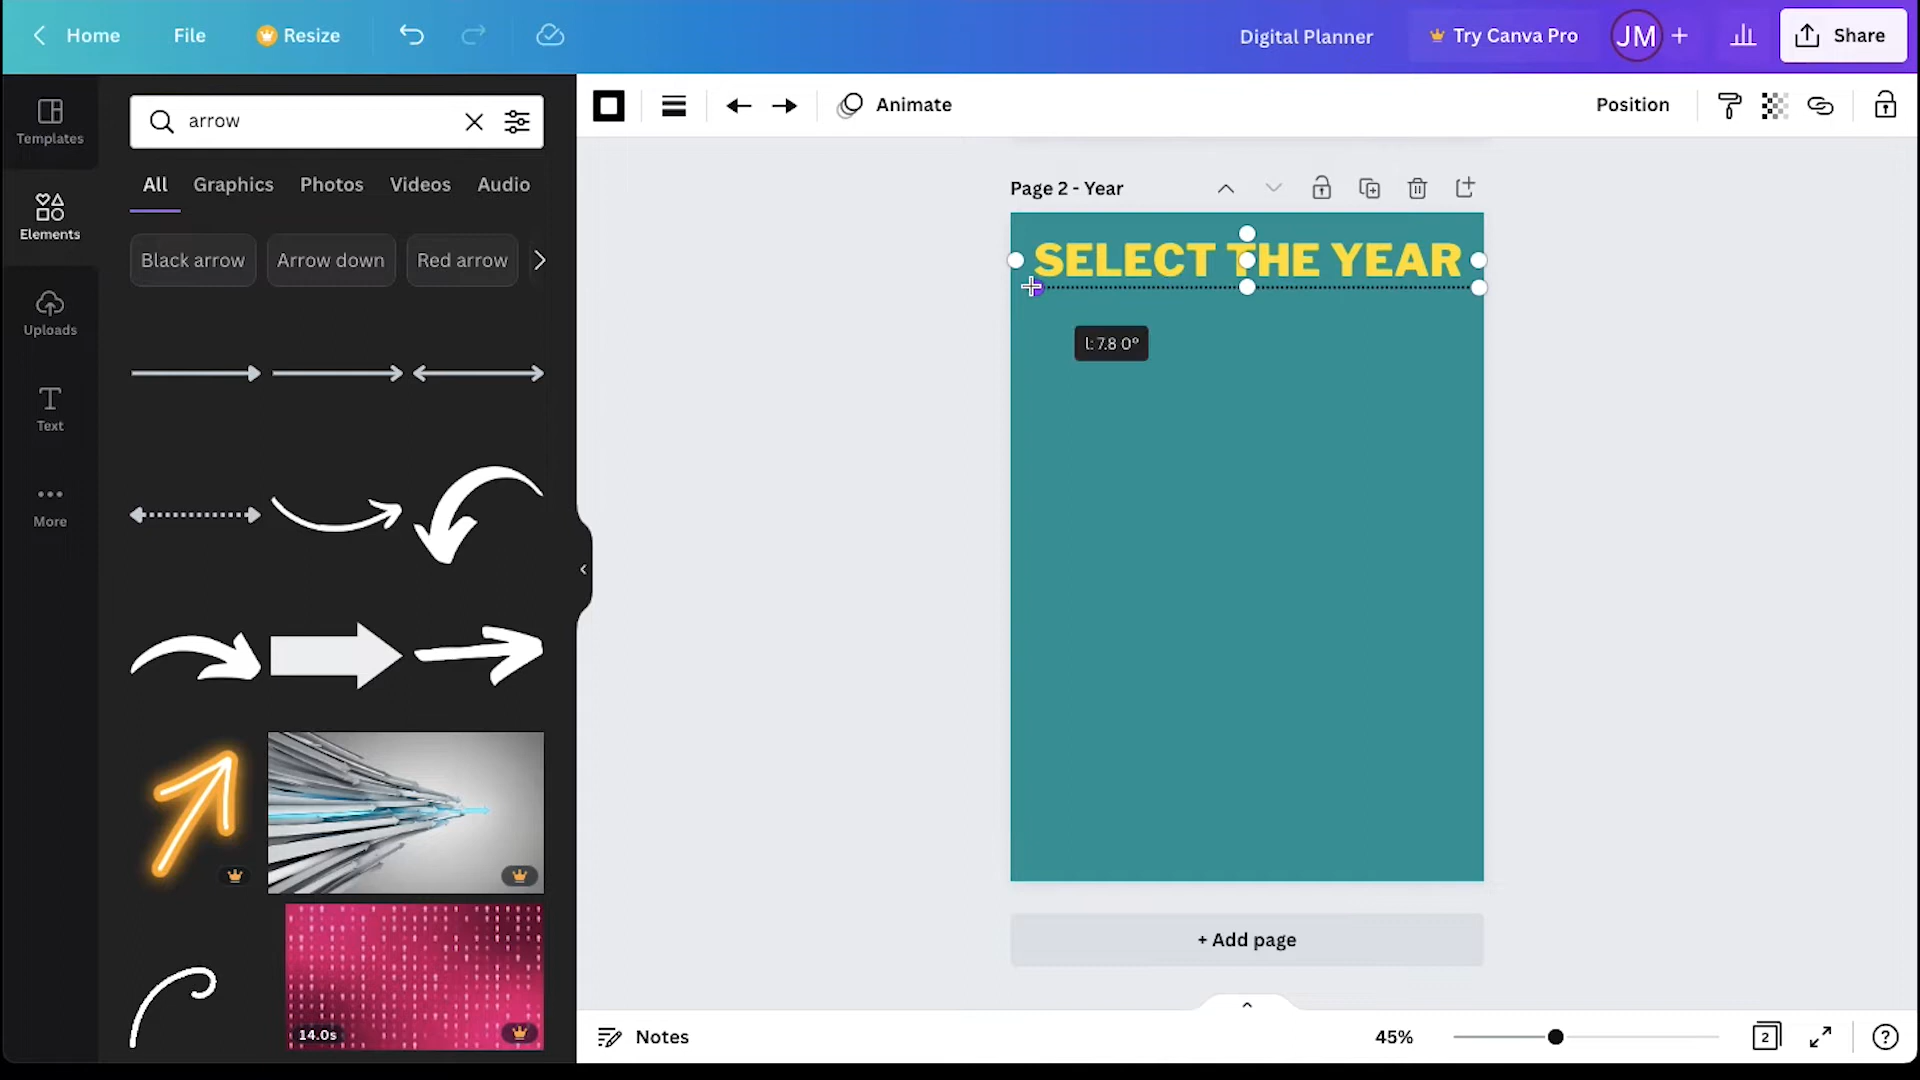 Home
File
Resize
Digital Planner
Try Canva Pro
JM
Share
Templates
Elements
Uploads
Text
More
arrow
All
Graphics
Photos
Videos
Audio
Black arrow
Arrow down
Red arrow
14.0s
Animate
Position
Page 2 - Year
SELECT THE YEAR
l: 7.8 0°
+ Add page
Notes
45%
2